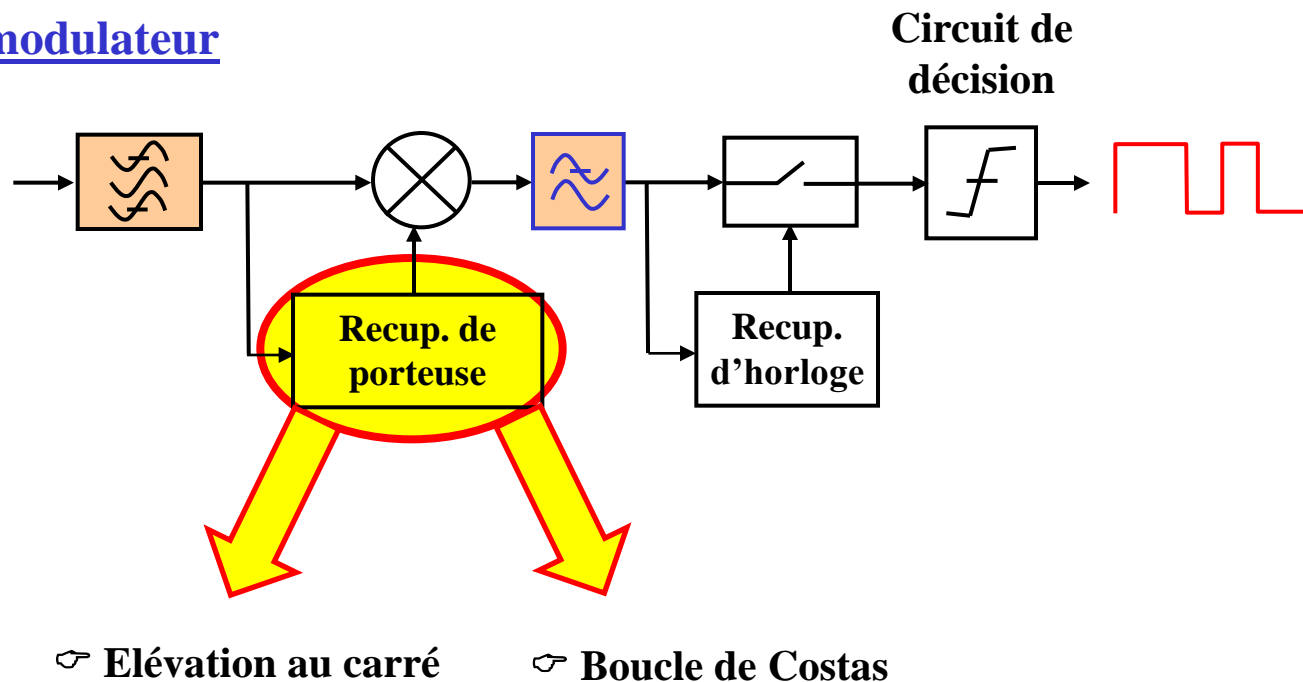 modulateur
Circuit de
décision
Recup. de
porteuse
Recup.
d’horloge
☞ Elévation au carré
☞ Boucle de Costas